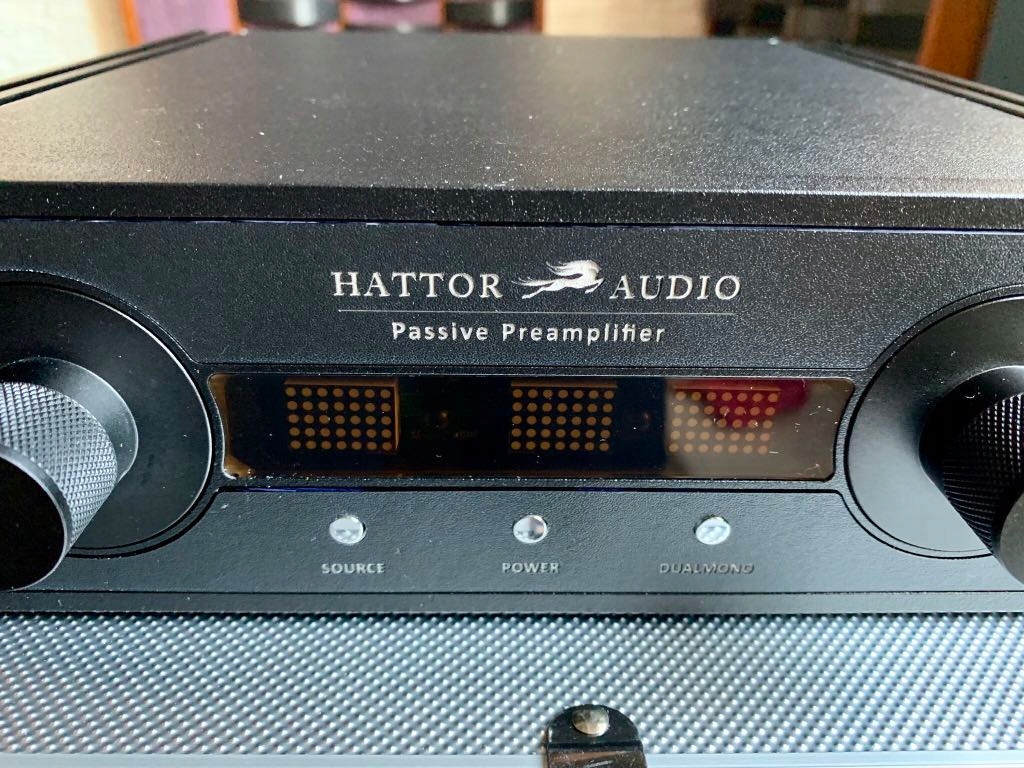 HATTOR AUDIO
Passive Preamplifier
SOURCE POWER DUALMONO